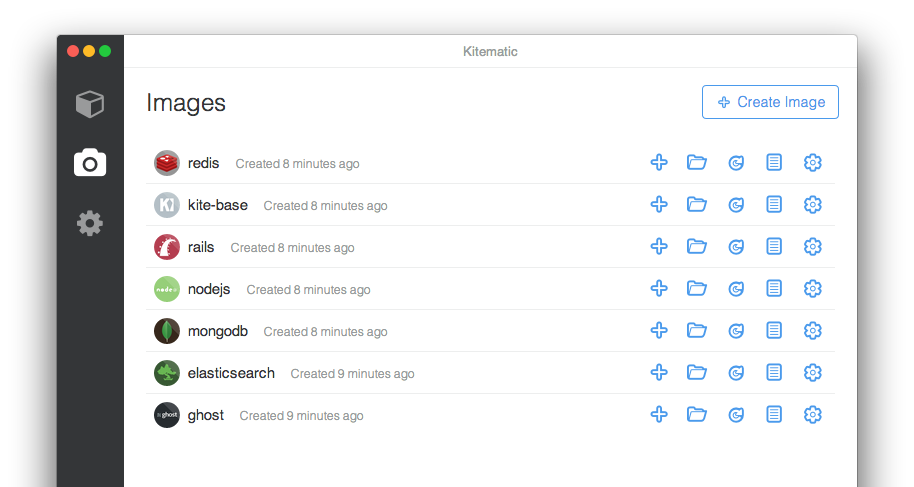 Kitematic
Images
Create Image
redis Created 8 minutes ago
kite-base Created 8 minutes ago
rails Created 8 minutes ago
nodejs Created 8 minutes ago
mongodb Created 8 minutes ago
elasticsearch Created 9 minutes ago
ghost ghost Created 9 minutes ago